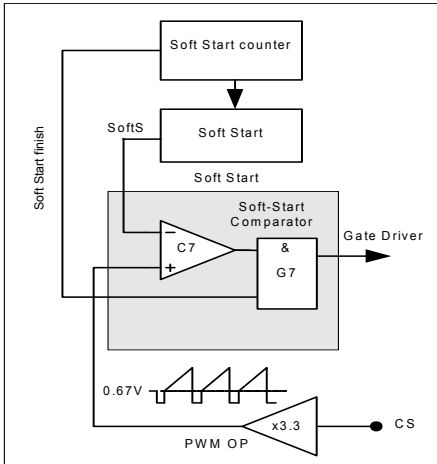 Soft Start counter
SoftS
Soft Start
Soft Start finish
Soft Start
Soft-Start
Comparator
Gate Driver
−
C7
+
&
G7
0.67V
x3.3
CS
PWM OP